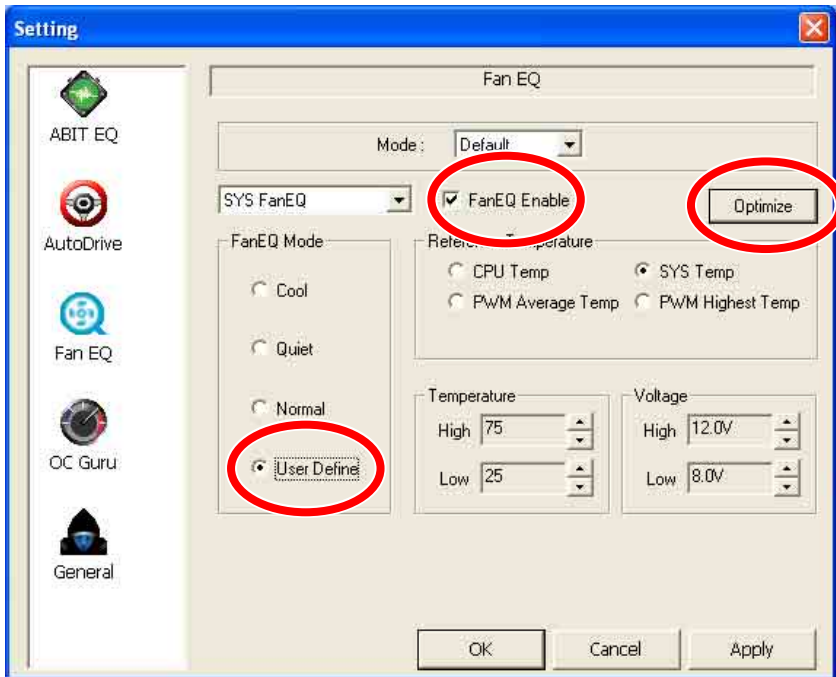 Setting
ABIT EQ
AutoDrive
Fan EQ
OC Guru
General
Fan EQ
Mode :
Default
SYS FanEQ
FanEQ Enable
Optimize
FanEQ Mode
Cool
Quiet
Normal
User Define
Reference Temperature
CPU Temp
SYS Temp
PWM Average Temp
PWM Highest Temp
Temperature
High 75
Low 25
Voltage
High 12.0V
Low 8.0V
OK
Cancel
Apply